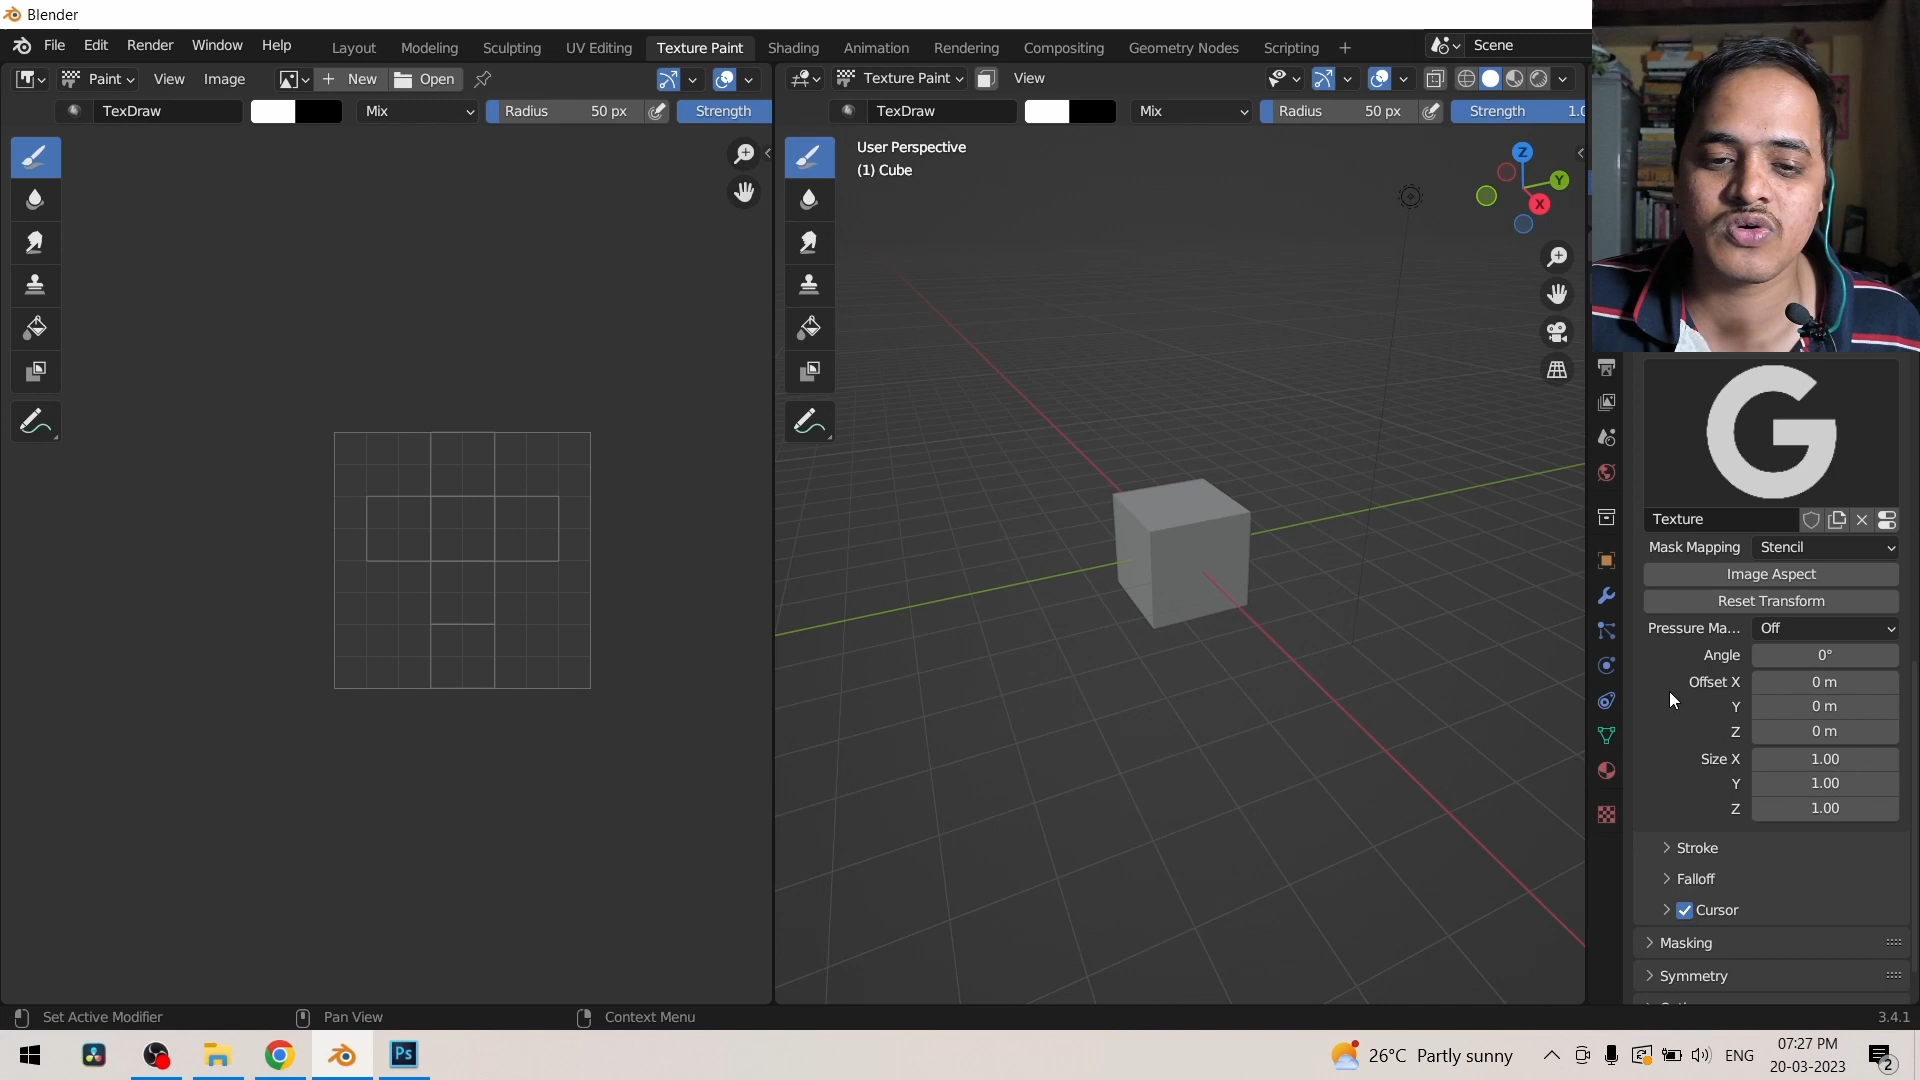 Blender
File Edit Render Window Help
Layout Modeling Sculpting UV Editing Texture Paint Shading Animation Rendering Compositing Geometry Nodes Scripting +
Scene
Paint View Image + New Open
Texture Paint View
TexDraw Mix Radius 50 px Strength
TexDraw Mix Radius 50 px Strength 1.0
User Perspective
(1) Cube
Z
Y
X
G
Texture
Mask Mapping Stencil
Image Aspect
Reset Transform
Pressure Ma... Off
Angle 0°
Offset X 0 m
Y 0 m
Z 0 m
Size X 1.00
Y 1.00
Z 1.00
Stroke
Falloff
Cursor
Masking
Symmetry
Set Active Modifier Pan View Context Menu 3.4.1
Ps 26°C Partly sunny ENG 07:27 PM
20-03-2023
2